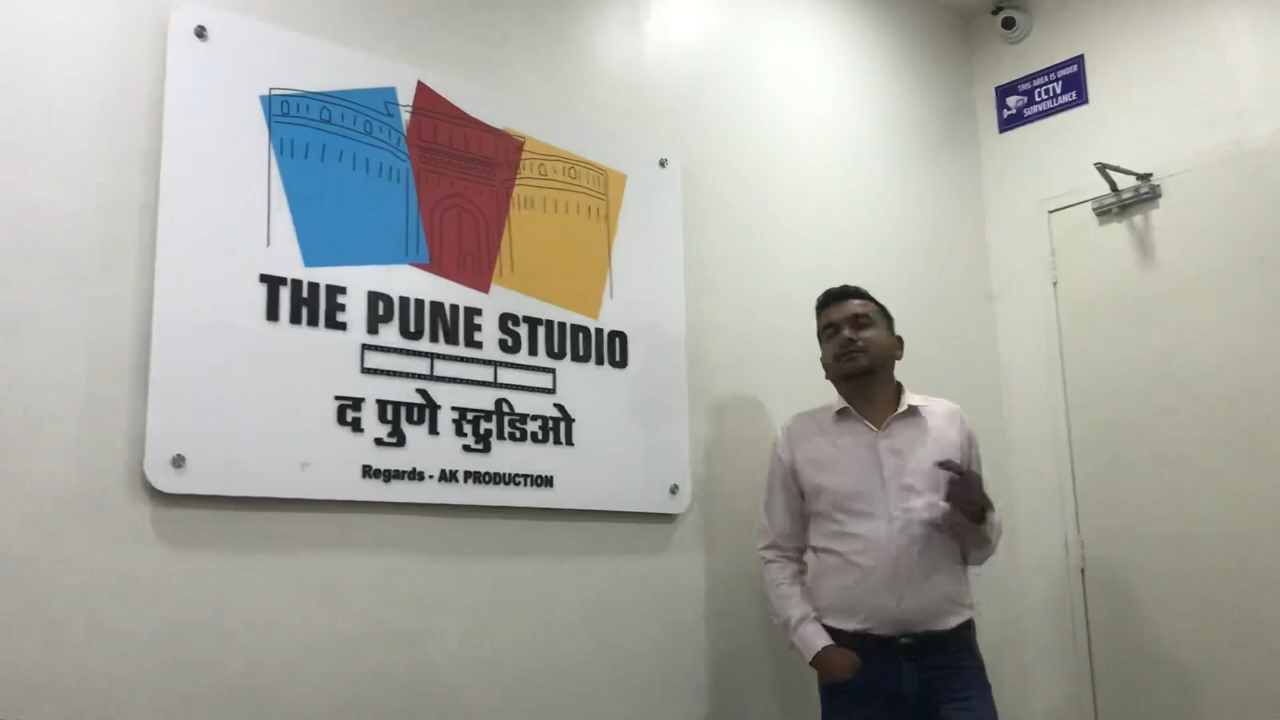 THE PUNE STUDIO
द पुणे स्टुडिओ
Regards - AK PRODUCTION
THIS AREA IS UNDER
CCTV
SURVEILLANCE